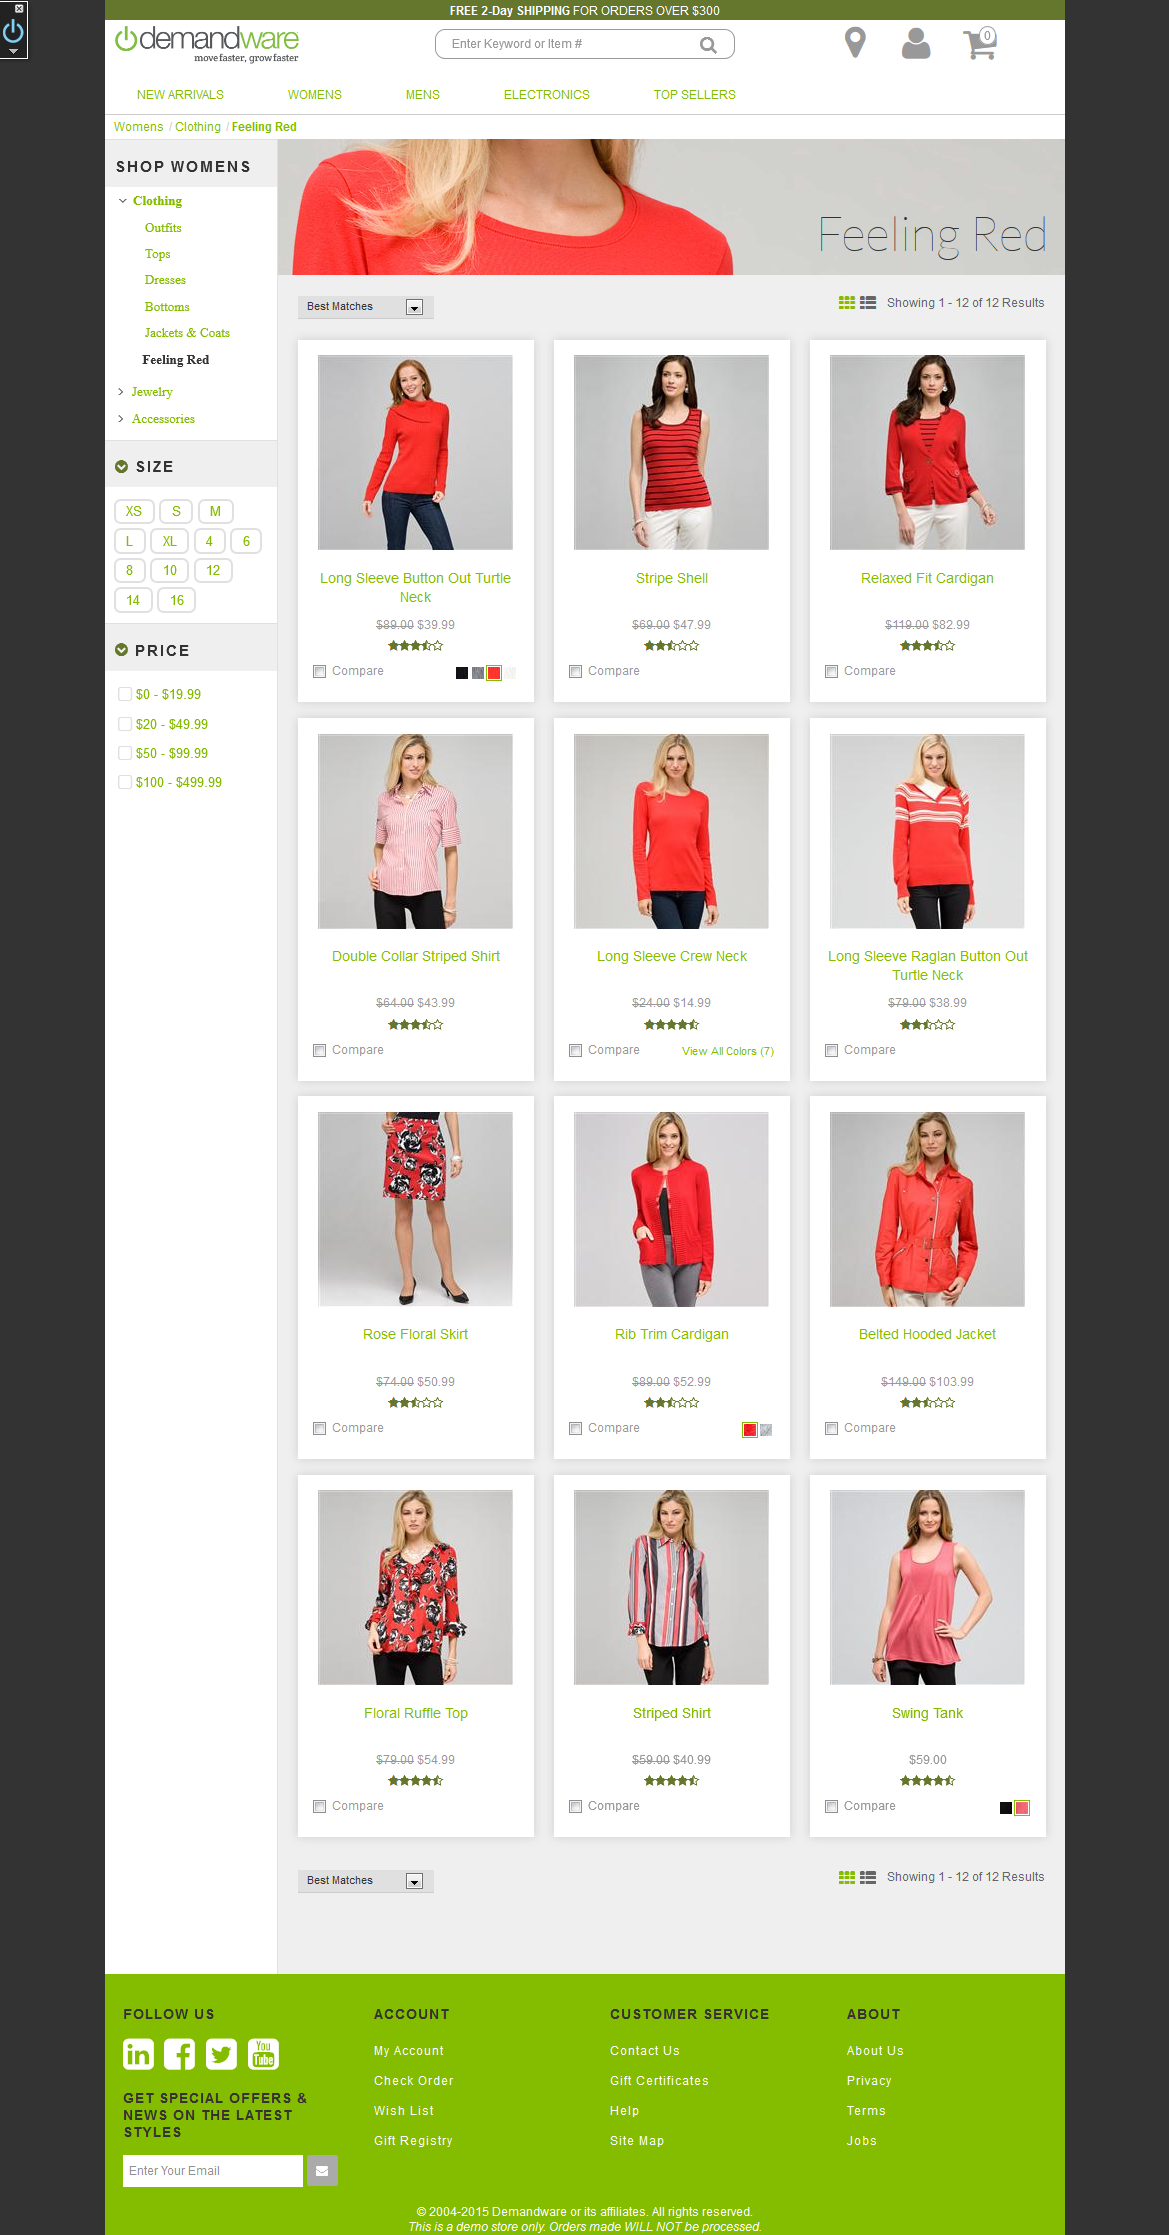 FREE 2-Day SHIPPING FOR ORDERS OVER $300
demandware
move faster, grow faster
Enter Keyword or Item #
0
NEW ARRIVALS WOMENS MENS ELECTRONICS TOP SELLERS
Womens / Clothing / Feeling Red
SHOP WOMENS
Clothing
Outfits
Tops
Dresses
Bottoms
Jackets & Coats
Feeling Red
Jewelry
Accessories
SIZE
XS S M
L XL 4 6
8 10 12
14 16
PRICE
$0 - $19.99
$20 - $49.99
$50 - $99.99
$100 - $499.99
Feeling Red
Best Matches
Showing 1 - 12 of 12 Results
Long Sleeve Button Out Turtle
Neck
$89.00 $39.99
Compare
Stripe Shell
$69.00 $47.99
Compare
Relaxed Fit Cardigan
$119.00 $82.99
Compare
Double Collar Striped Shirt
$64.00 $43.99
Compare
Long Sleeve Crew Neck
$24.00 $14.99
Compare
View All Colors (7)
Long Sleeve Raglan Button Out
Turtle Neck
$79.00 $38.99
Compare
Rose Floral Skirt
$74.00 $50.99
Compare
Rib Trim Cardigan
$89.00 $52.99
Compare
Belted Hooded Jacket
$149.00 $103.99
Compare
Floral Ruffle Top
$79.00 $54.99
Compare
Striped Shirt
$59.00 $40.99
Compare
Swing Tank
$59.00
Compare
Best Matches
Showing 1 - 12 of 12 Results
FOLLOW US
in f You Tube
GET SPECIAL OFFERS &
NEWS ON THE LATEST
STYLES
Enter Your Email
ACCOUNT
My Account
Check Order
Wish List
Gift Registry
CUSTOMER SERVICE
Contact Us
Gift Certificates
Help
Site Map
ABOUT
About Us
Privacy
Terms
Jobs
© 2004-2015 Demandware or its affiliates. All rights reserved.
This is a demo store only. Orders made WILL NOT be processed.